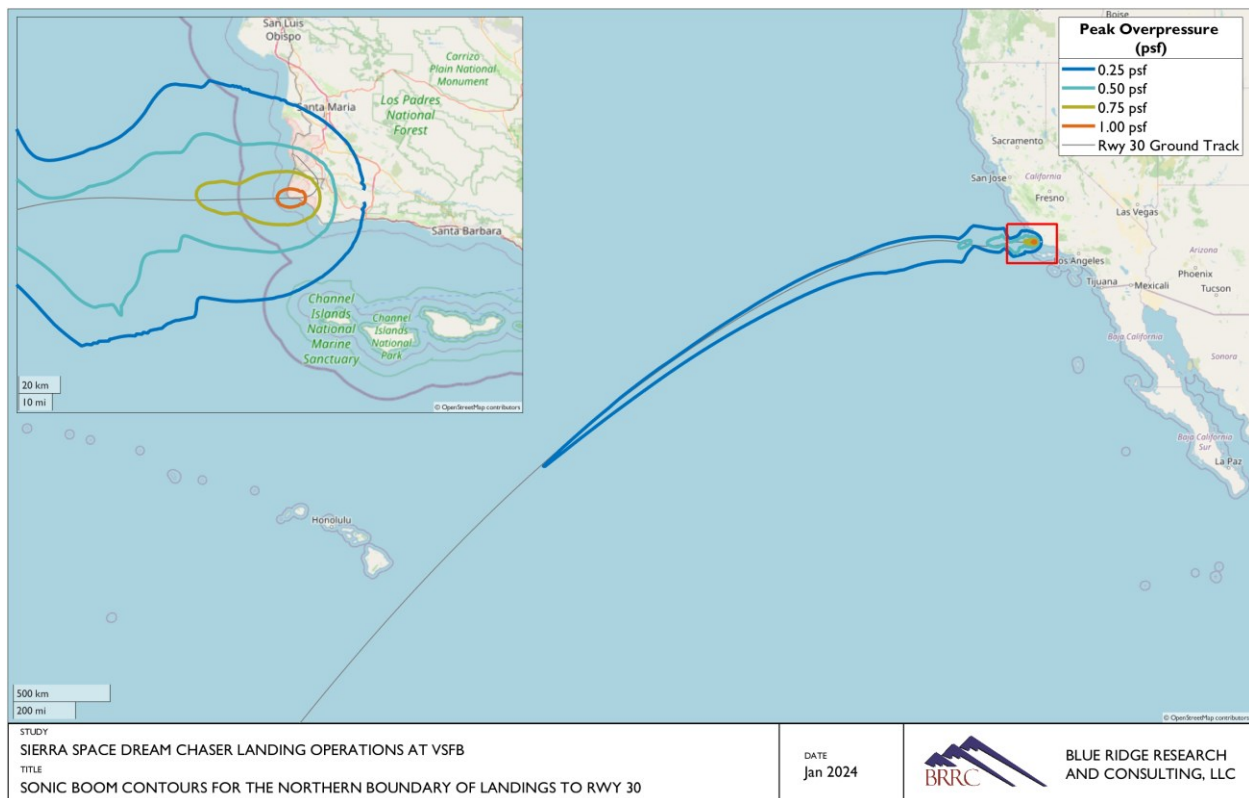 San Luis
Obispo
Carrizo
Plain National
Monument
Santa Maria
Los Padres
National
Forest
Santa Barbara
Channel
Islands
National
Marine
Sanctuary
Channel
Islands
National
Park
20 km
10 mi
© OpenStreetMap contributors
Boise
Peak Overpressure
(psf)
0.25 psf
0.50 psf
0.75 psf
1.00 psf
Rwy 30 Ground Track
Sacramento
San Jose
California
Fresno
Las Vegas
Los Angeles
Arizona
Phoenix
Tijuana
Mexicali
Tucson
Baja California
Sonora
Baja California
Sur
La Paz
Honolulu
500 km
200 mi
© OpenStreetMap contributors
STUDY
SIERRA SPACE DREAM CHASER LANDING OPERATIONS AT VSFB
TITLE
SONIC BOOM CONTOURS FOR THE NORTHERN BOUNDARY OF LANDINGS TO RWY 30
DATE
Jan 2024
BRRC
BLUE RIDGE RESEARCH
AND CONSULTING, LLC